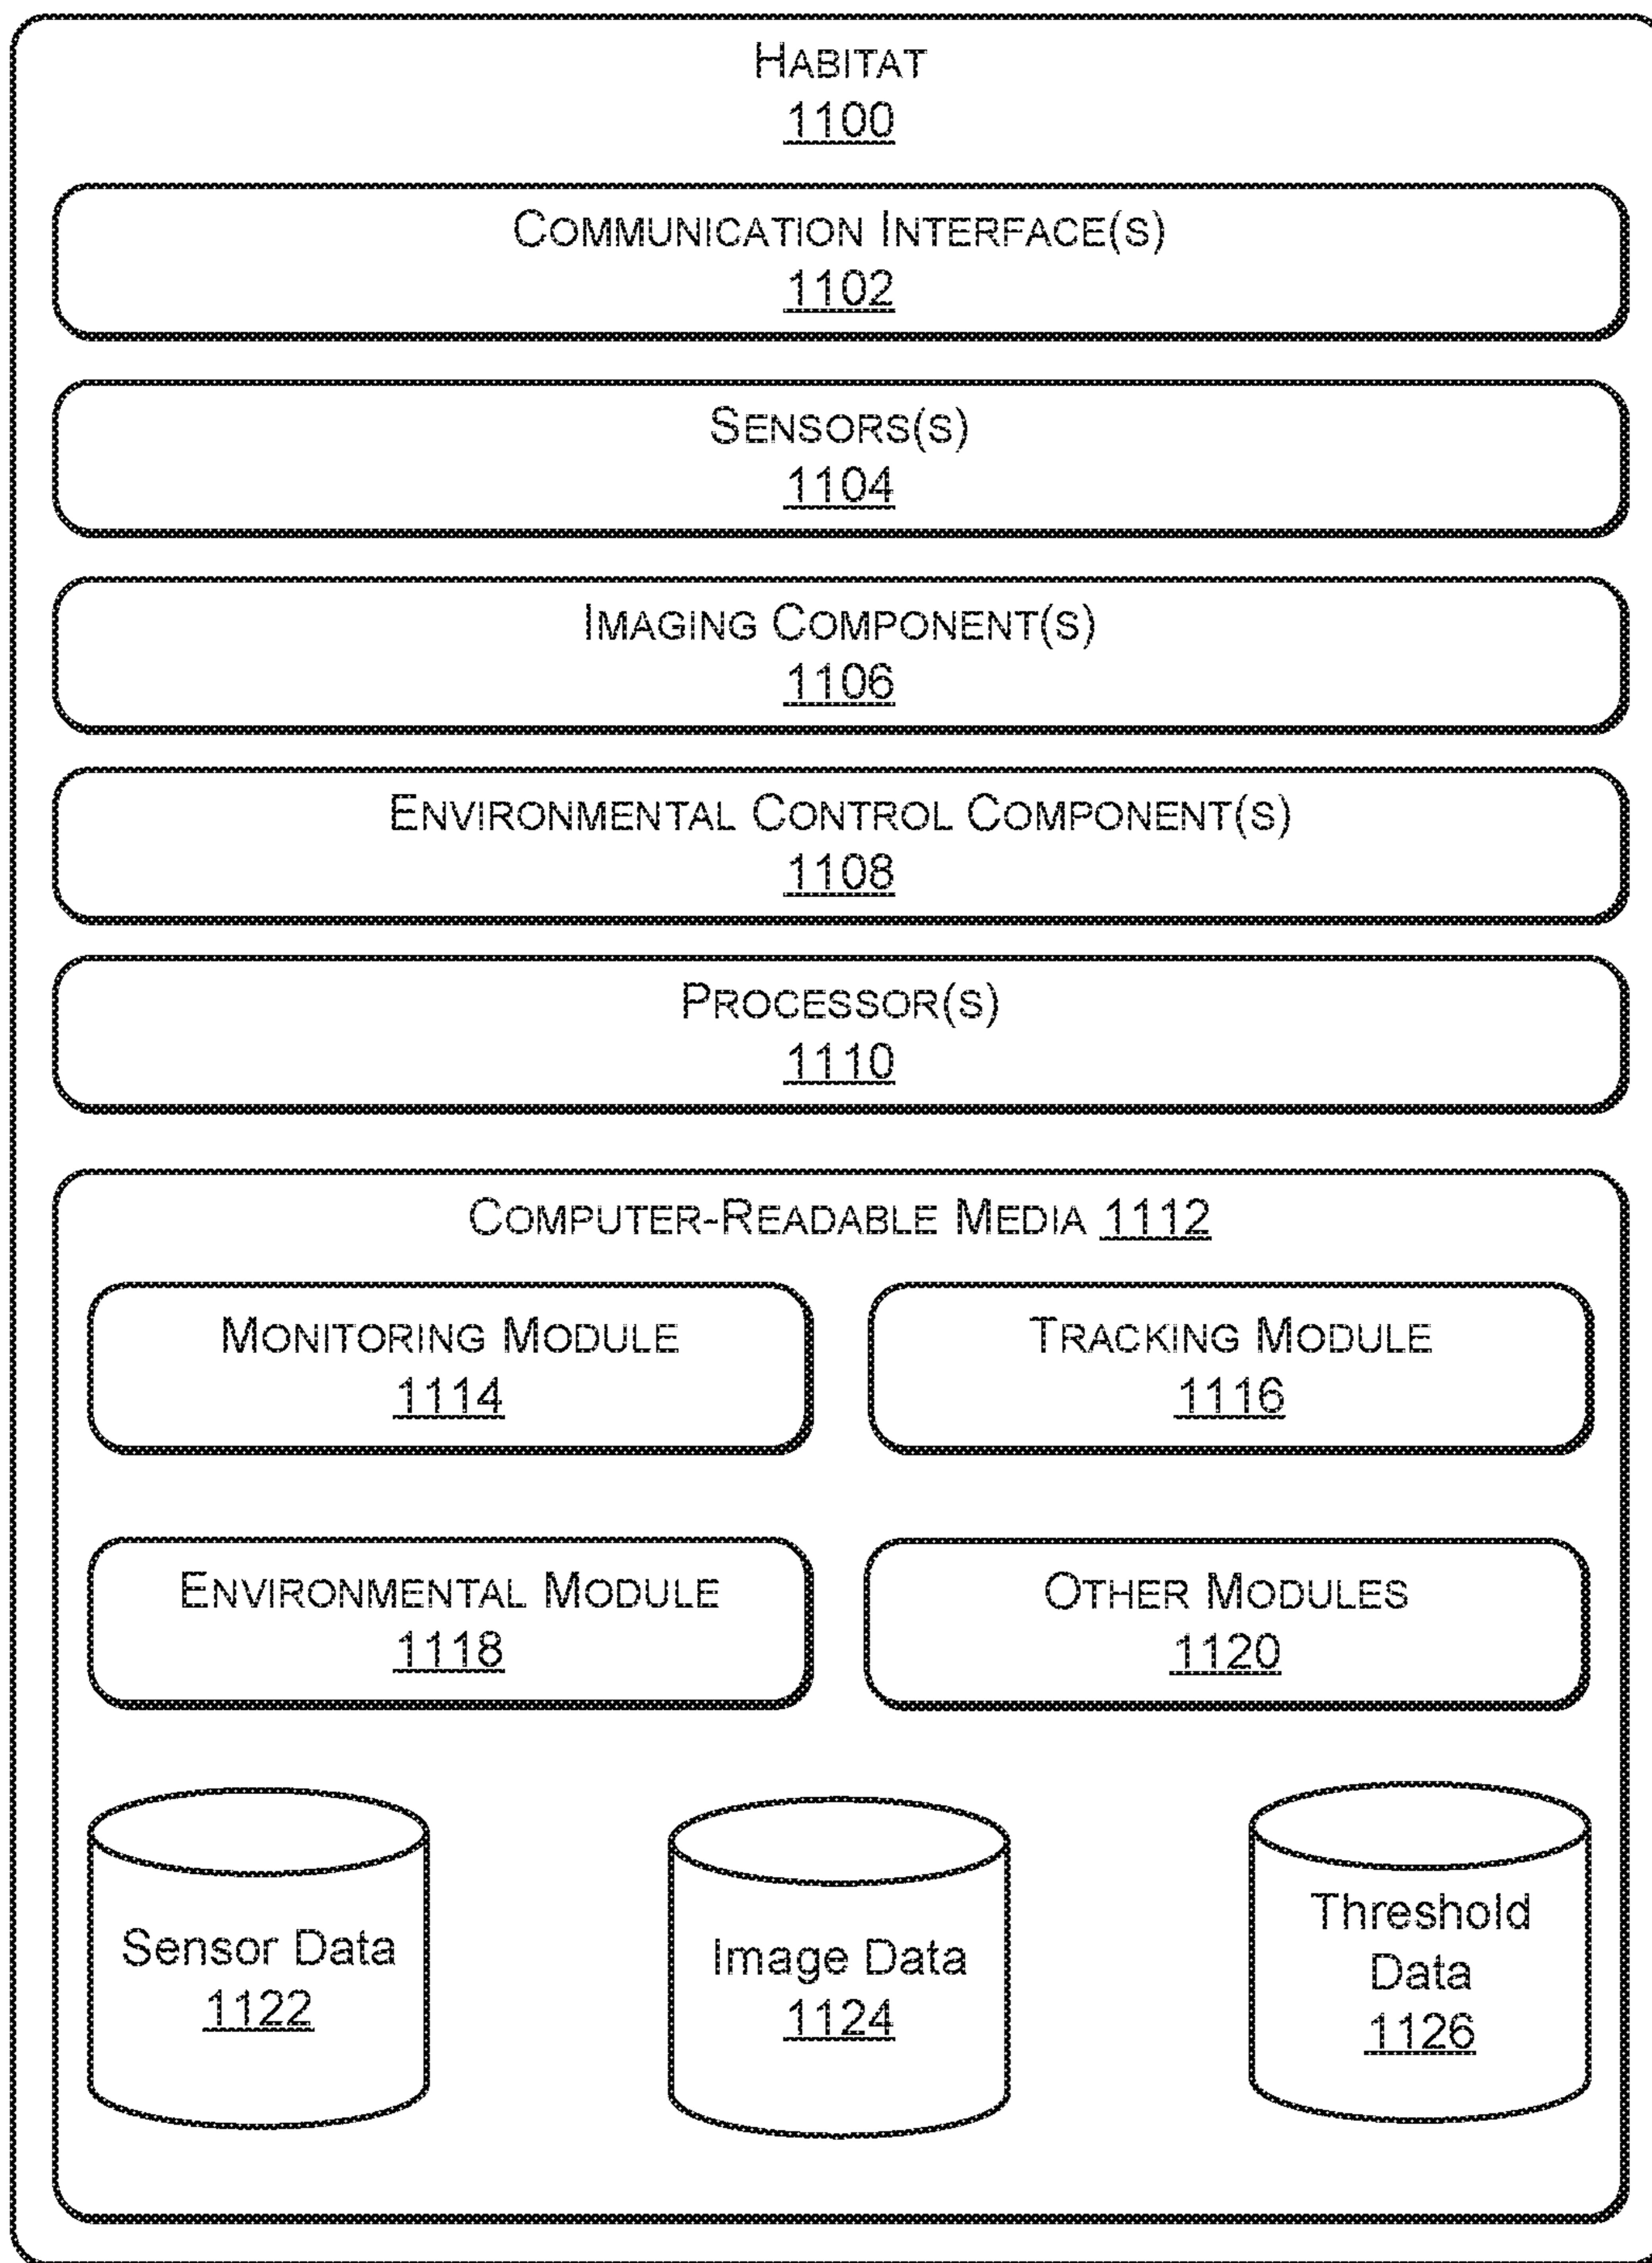 HABITAT
1100
COMMUNICATION INTERFACE(S)
1102
SENSORS(S)
1104
IMAGING COMPONENT(S)
1106
ENVIRONMENTAL CONTROL COMPONENT(S)
1108
PROCESSOR(S)
1110
COMPUTER-READABLE MEDIA 1112
MONITORING MODULE
1114
TRACKING MODULE
1116
ENVIRONMENTAL MODULE
1118
OTHER MODULES
1120
Sensor Data
1122
Image Data
1124
Threshold
Data
1126